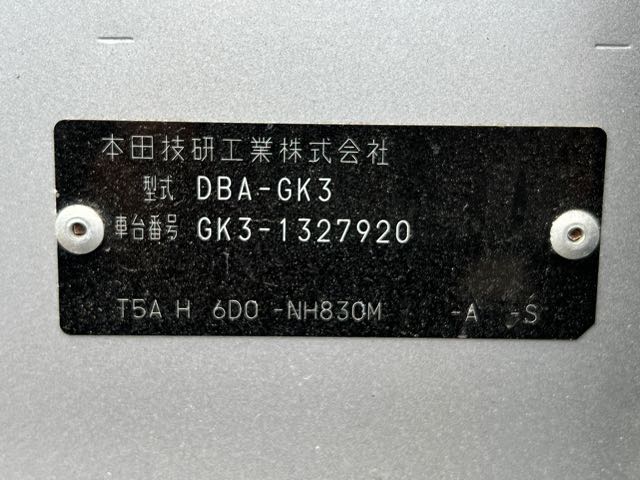 本田技研工業株式会社
型式 DBA-GK3
車台番号 GK3-1327920
T5A H 6D0 -NH830M -A -S